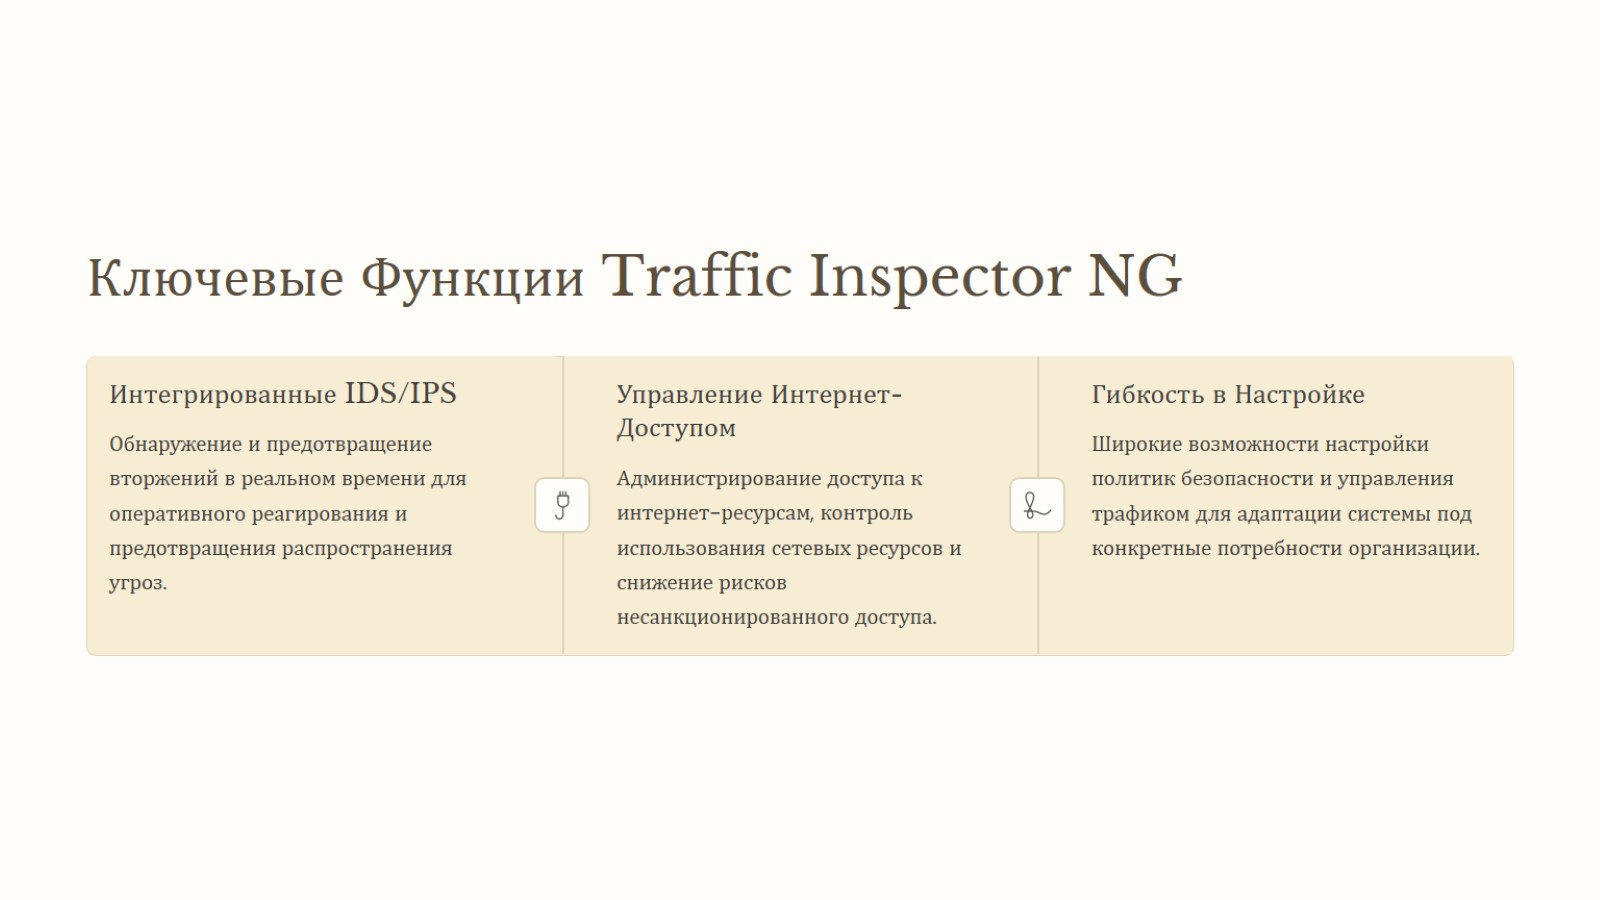 Ключевые Функции Traffic Inspector NG
Интегрированные IDS/IPS
Обнаружение и предотвращение
вторжений в реальном времени для
оперативного реагирования и
предотвращения распространения
угроз.
Управление Интернет-
Доступом
Администрирование доступа к
интернет-ресурсам, контроль
использования сетевых ресурсов и
снижение рисков
несанкционированного доступа.
Гибкость в Настройке
Широкие возможности настройки
политик безопасности и управления
трафиком для адаптации системы под
конкретные потребности организации.